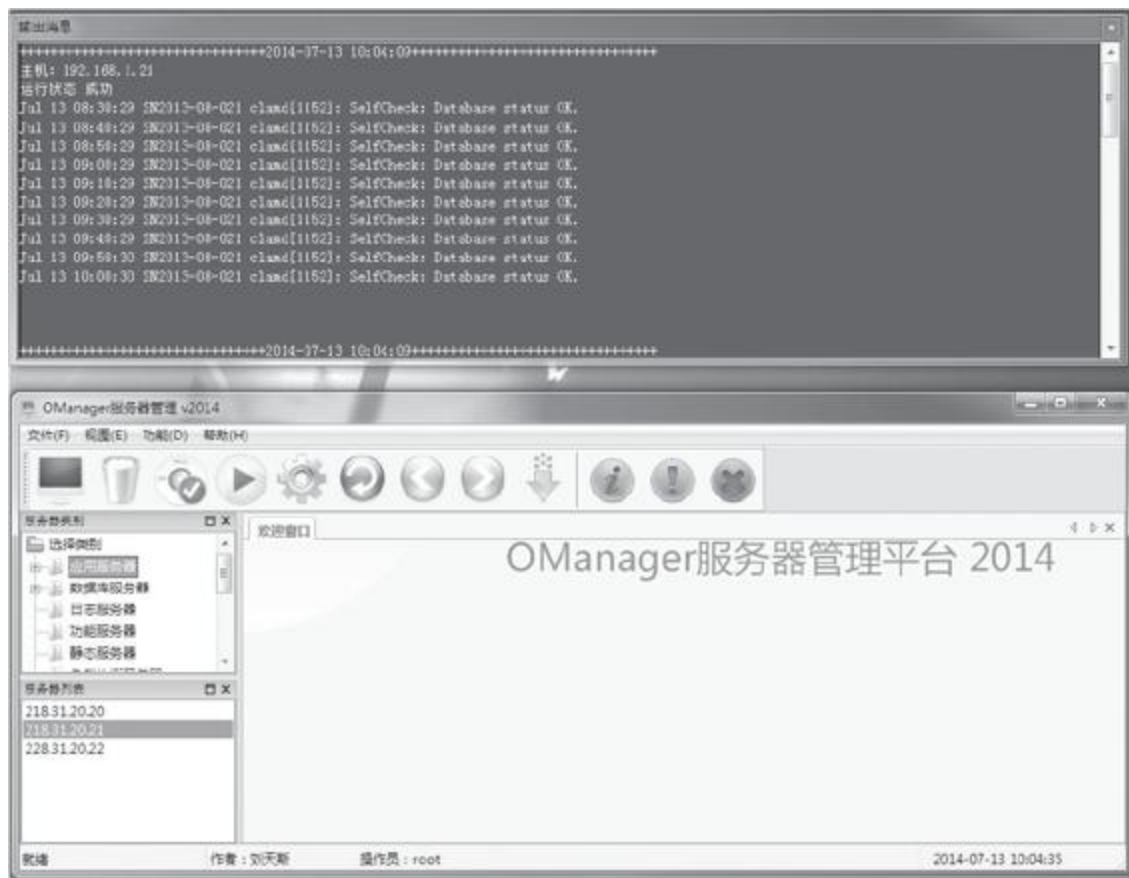 输出消息
++++++++++++++++++++++++++++++++2014-07-13 10:04:09++++++++++++++++++++++++++++++++
主机: 192.168.1.21
运行状态 成功
Jul 13 08:30:29 SN2013-08-021 clamd[1152]: SelfCheck: Database status OK.
Jul 13 08:40:29 SN2013-08-021 clamd[1152]: SelfCheck: Database status OK.
Jul 13 08:50:29 SN2013-08-021 clamd[1152]: SelfCheck: Database status OK.
Jul 13 09:00:29 SN2013-08-021 clamd[1152]: SelfCheck: Database status OK.
Jul 13 09:10:29 SN2013-08-021 clamd[1152]: SelfCheck: Database status OK.
Jul 13 09:20:29 SN2013-08-021 clamd[1152]: SelfCheck: Database status OK.
Jul 13 09:30:29 SN2013-08-021 clamd[1152]: SelfCheck: Database status OK.
Jul 13 09:40:29 SN2013-08-021 clamd[1152]: SelfCheck: Database status OK.
Jul 13 09:50:30 SN2013-08-021 clamd[1152]: SelfCheck: Database status OK.
Jul 13 10:00:30 SN2013-08-021 clamd[1152]: SelfCheck: Database status OK.
++++++++++++++++++++++++++++++++2014-07-13 10:04:09++++++++++++++++++++++++++++++++
OManager服务器管理 v2014
文件(F) 视图(E) 功能(D) 帮助(H)
服务器类别
选择类别
应用服务器
数据库服务器
日志服务器
功能服务器
静态服务器
服务器列表
218.31.20.20
218.31.20.21
228.31.20.22
欢迎窗口
OManager服务器管理平台 2014
就绪 作者：刘天斯 操作员：root 2014-07-13 10:04:35